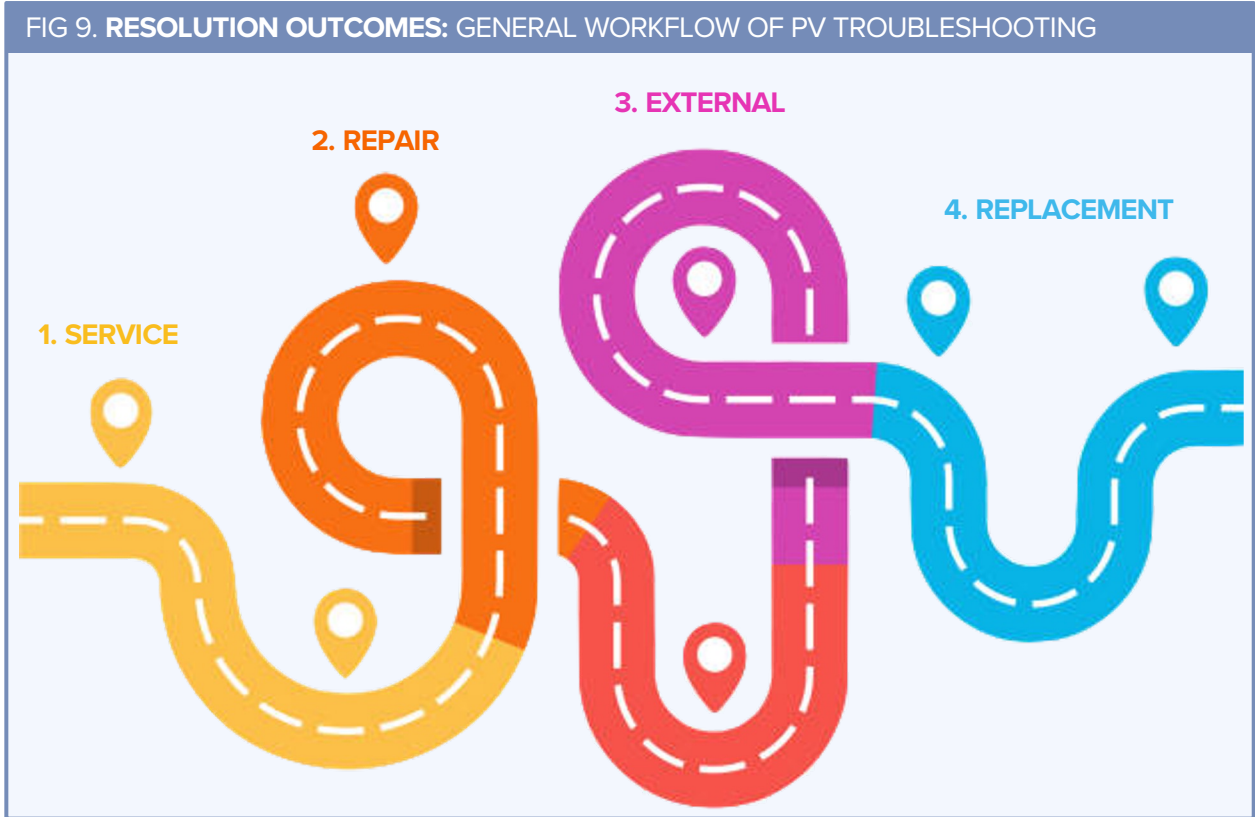 FIG 9. RESOLUTION OUTCOMES: GENERAL WORKFLOW OF PV TROUBLESHOOTING
1. SERVICE
2. REPAIR
3. EXTERNAL
4. REPLACEMENT